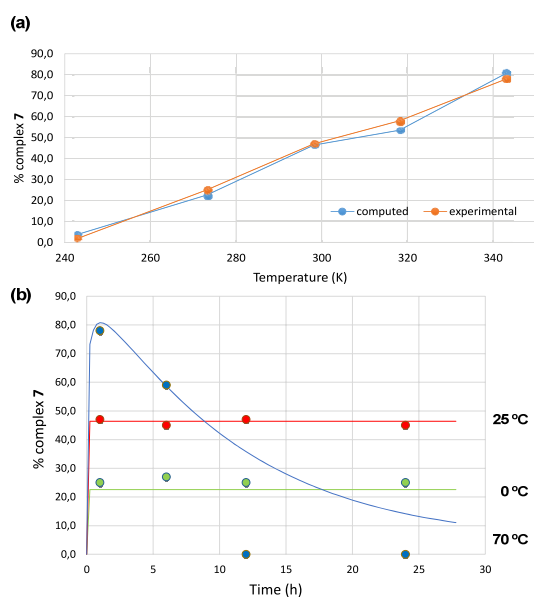 (a)
90,0
80,0
70,0
60,0
50,0
40,0
30,0
20,0
10,0
0,0
% complex 7
computed experimental
240 260 280 300 320 340
Temperature (K)
(b)
90,0
80,0
70,0
60,0
50,0
40,0
30,0
20,0
10,0
0,0
% complex 7
25 ºC
0 ºC
70 ºC
0 5 10 15 20 25 30
Time (h)